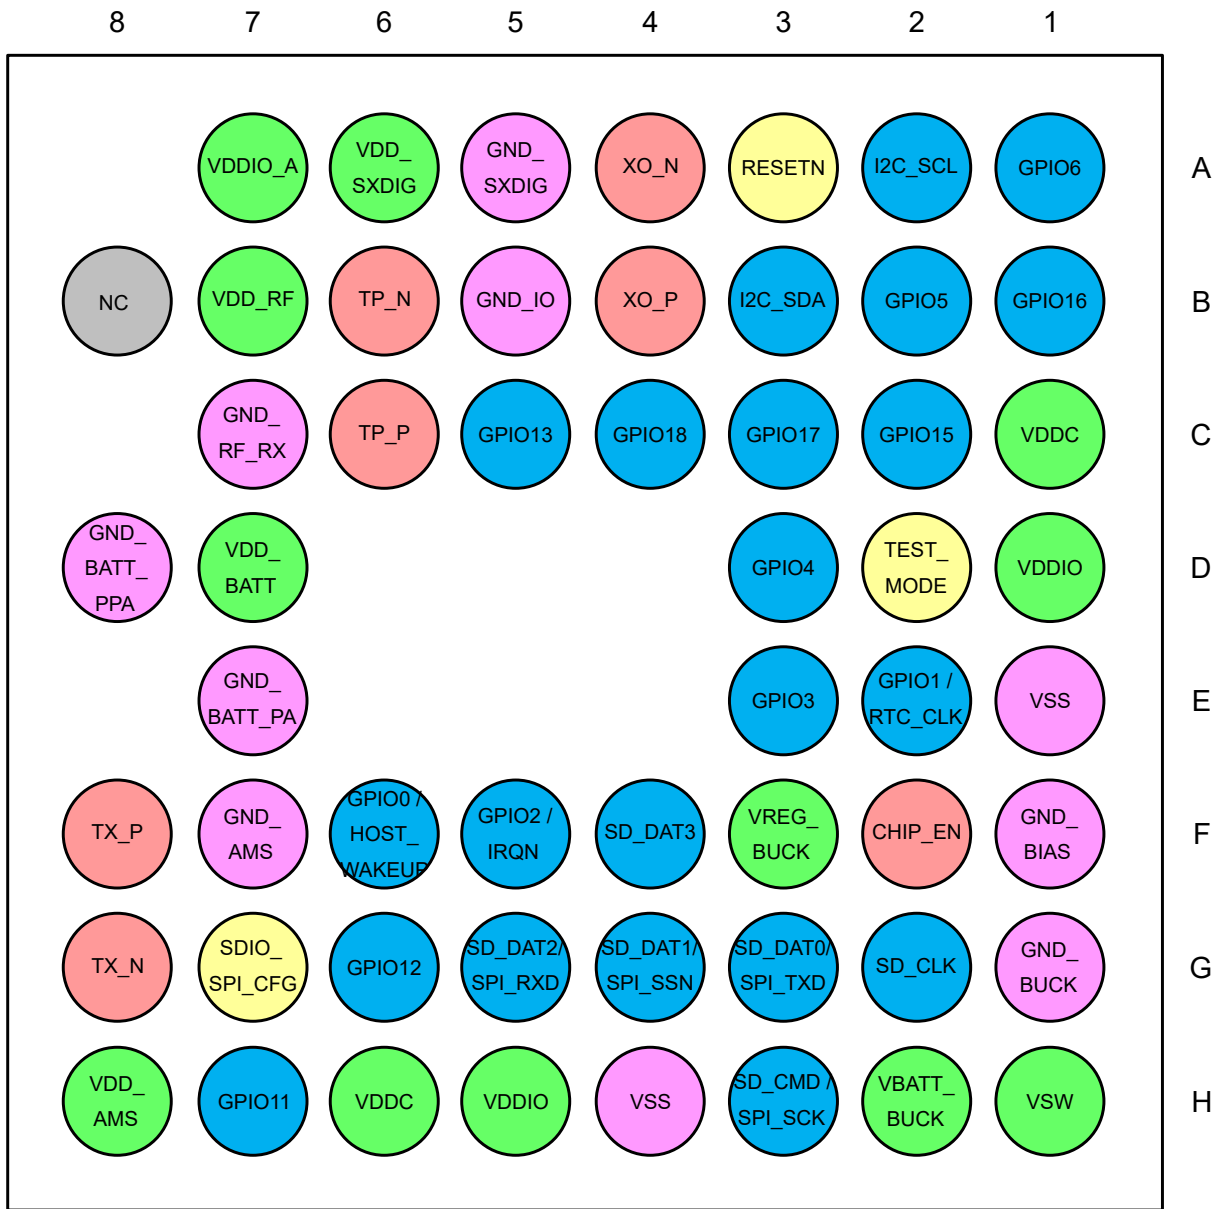 8 7 6 5 4 3 2 1
VDDIO_A
VDD_
SXDIG
GND_
SXDIG
XO_N
RESETN
I2C_SCL
GPIO6
A
NC
VDD_RF
TP_N
GND_IO
XO_P
I2C_SDA
GPIO5
GPIO16
B
GND_
RF_RX
TP_P
GPIO13
GPIO18
GPIO17
GPIO15
VDDC
C
GND_
BATT_
PPA
VDD_
BATT
GPIO4
TEST_
MODE
VDDIO
D
GND_
BATT_PA
GPIO3
GPIO1 /
RTC_CLK
VSS
E
TX_P
GND_
AMS
GPIO0 /
HOST_
WAKEUP
GPIO2 /
IRQN
SD_DAT3
VREG_
BUCK
CHIP_EN
GND_
BIAS
F
TX_N
SDIO_
SPI_CFG
GPIO12
SD_DAT2/
SPI_RXD
SD_DAT1/
SPI_SSN
SD_DAT0/
SPI_TXD
SD_CLK
GND_
BUCK
G
VDD_
AMS
GPIO11
VDDC
VDDIO
VSS
SD_CMD /
SPI_SCK
VBATT_
BUCK
VSW
H